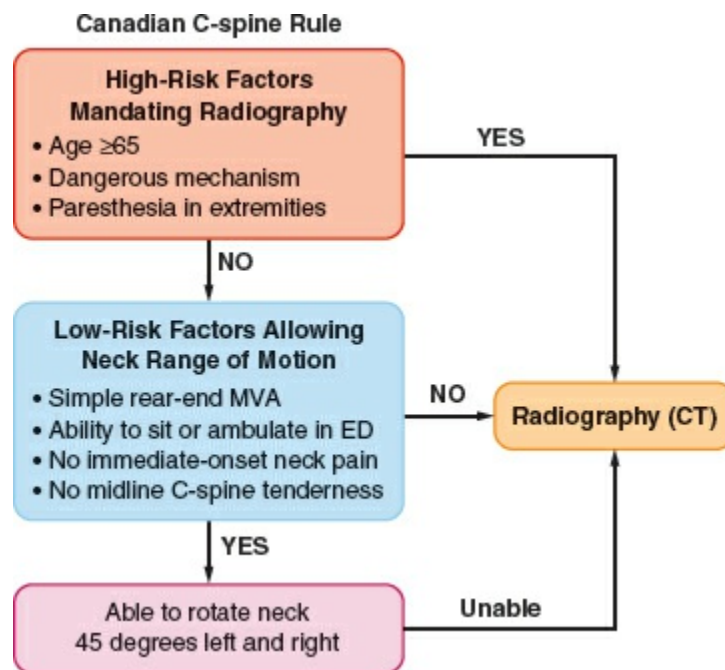 Canadian C-spine Rule
High-Risk Factors
Mandating Radiography
• Age ≥65
• Dangerous mechanism
• Paresthesia in extremities
YES
NO
Low-Risk Factors Allowing
Neck Range of Motion
• Simple rear-end MVA
• Ability to sit or ambulate in ED
• No immediate-onset neck pain
• No midline C-spine tenderness
NO
Radiography (CT)
YES
Able to rotate neck
45 degrees left and right
Unable